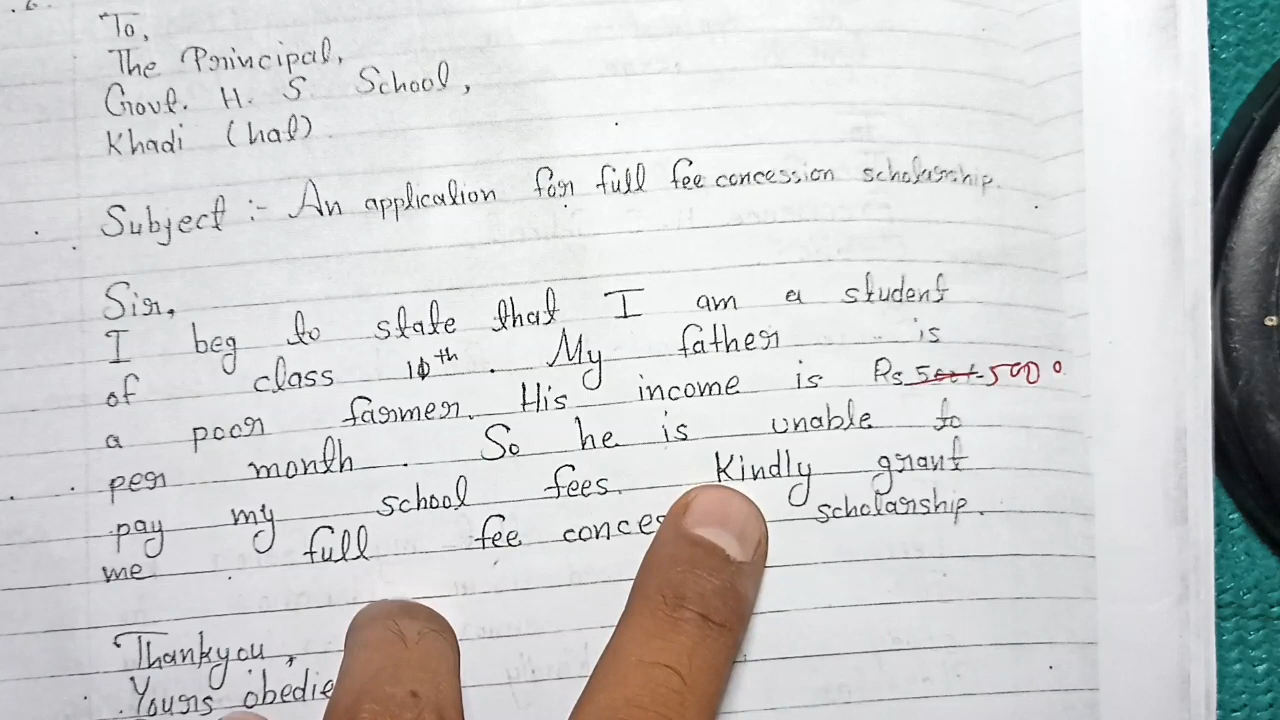 To,
The Principal,
Govt. H. S. School,
Khadi (hat)
Subject :- An application for full fee concession scholarship.
Sir,
I beg to state that I am a student
of class 10th. My father is
a poor farmer. His income is Rs 5000
per month. So he is unable to
pay my school fees. Kindly grant
me full fee conces scholarship.
Thankyou,
Yours obedie